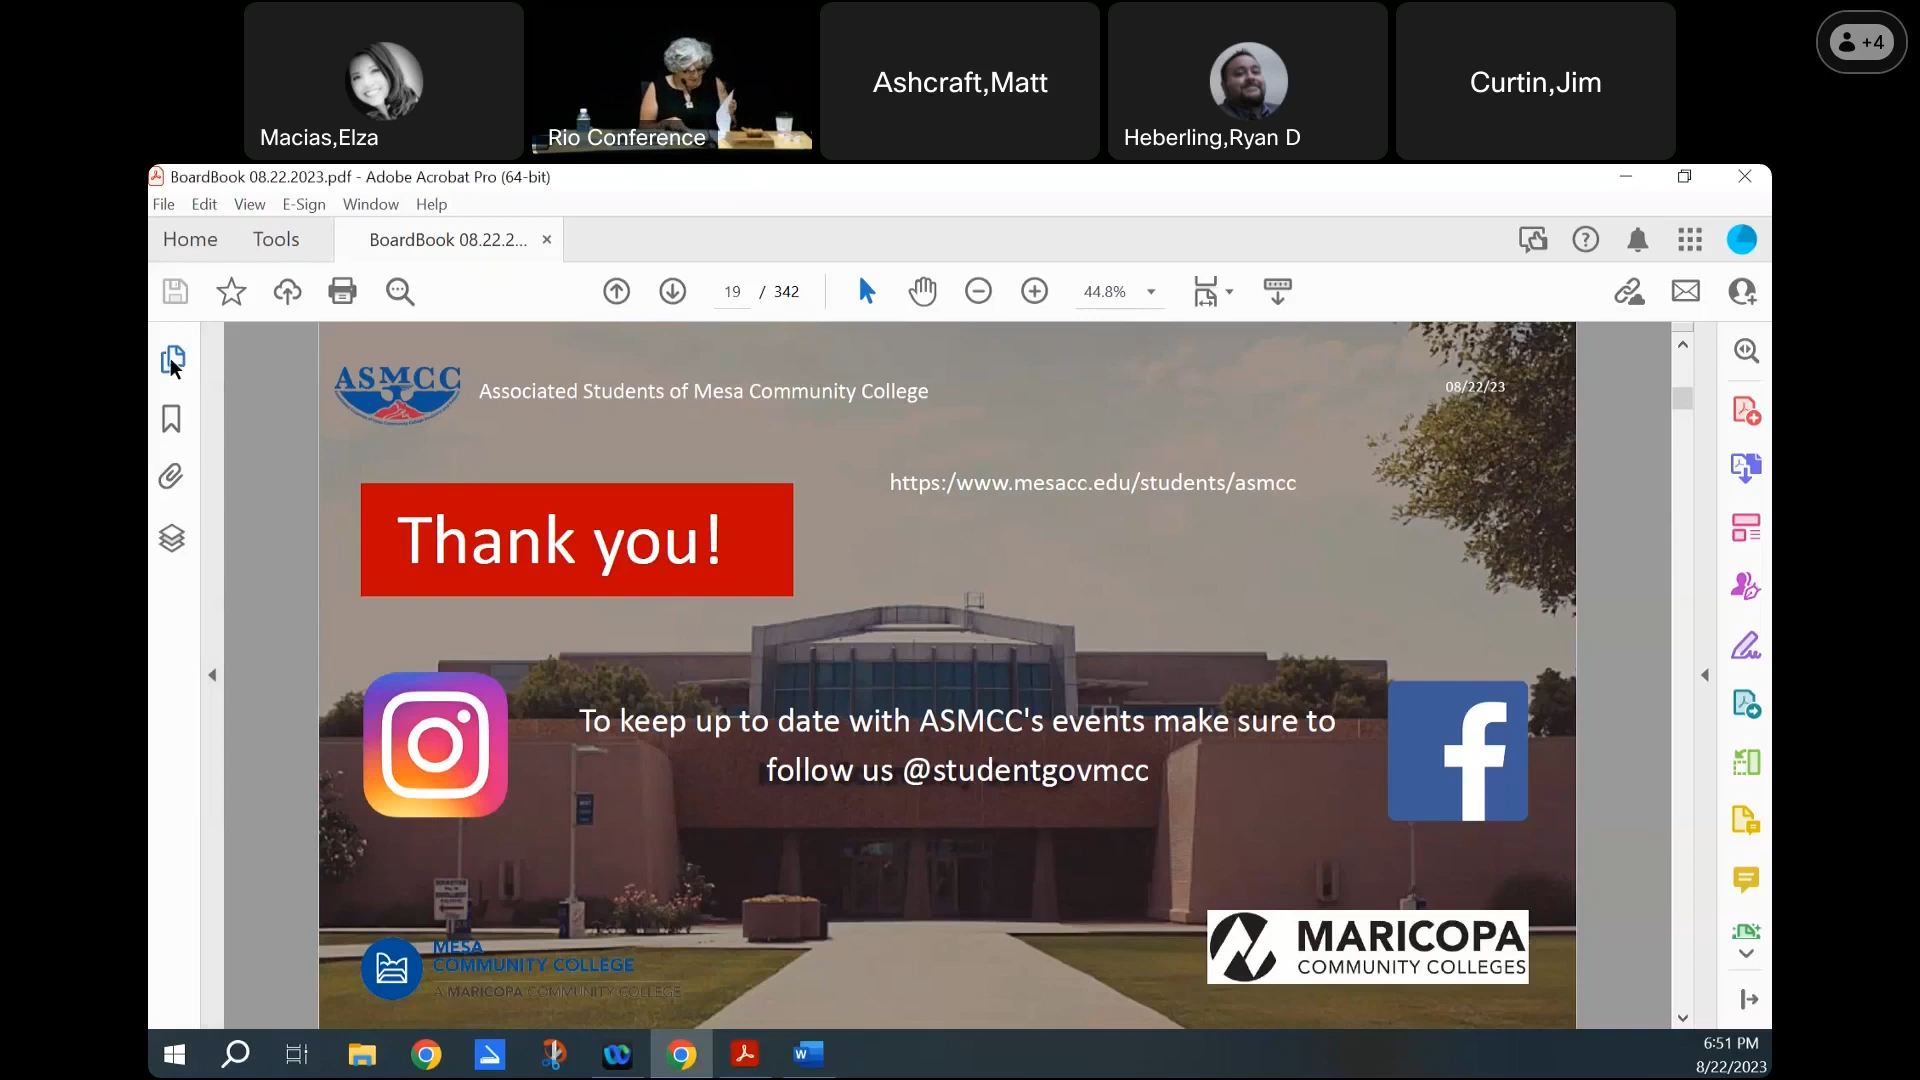 +4
Macias,Elza
Rio Conference
Ashcraft,Matt
Heberling,Ryan D
Curtin,Jim
BoardBook 08.22.2023.pdf - Adobe Acrobat Pro (64-bit)
File Edit View E-Sign Window Help
Home Tools BoardBook 08.22.2...
19 / 342 44.8%
ASMCC
Associated Students of Mesa Community College
08/22/23
https:/www.mesacc.edu/students/asmcc
Thank you!
To keep up to date with ASMCC's events make sure to
follow us @studentgovmcc
MESA
COMMUNITY COLLEGE
A MARICOPA COMMUNITY COLLEGE
MARICOPA
COMMUNITY COLLEGES
6:51 PM
8/22/2023